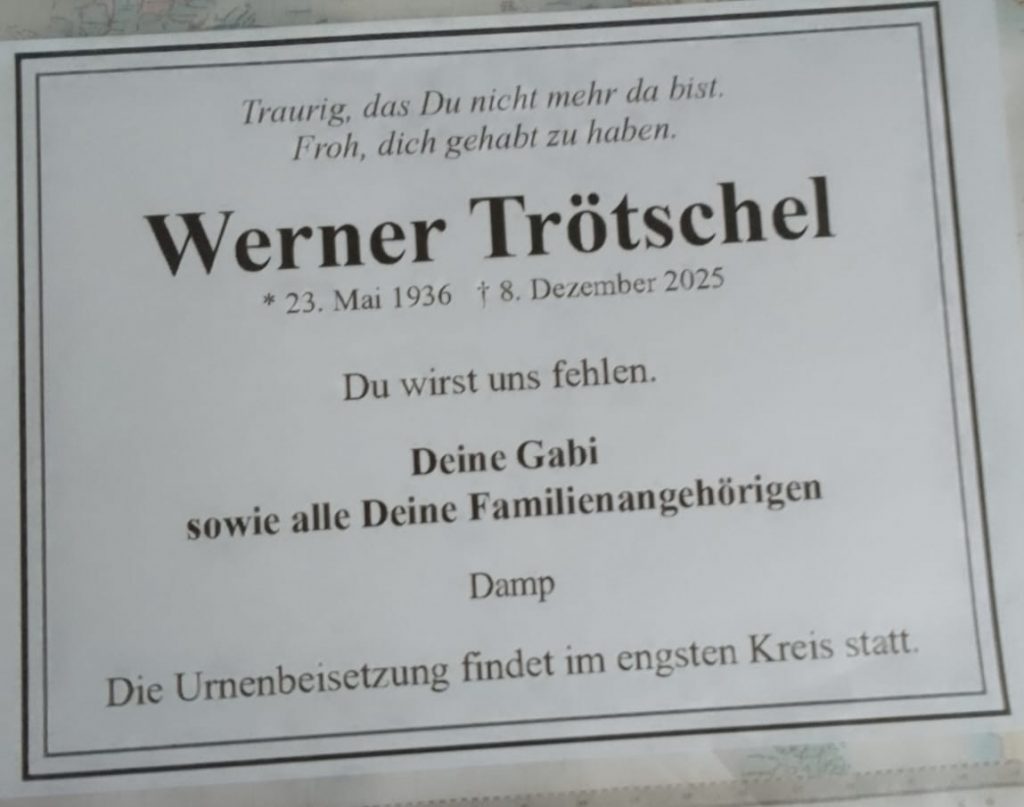 Traurig, das Du nicht mehr da bist.
Froh, dich gehabt zu haben.
Werner Trötschel
* 23. Mai 1936 † 8. Dezember 2025
Du wirst uns fehlen.
Deine Gabi
sowie alle Deine Familienangehörigen
Damp
Die Urnenbeisetzung findet im engsten Kreis statt.